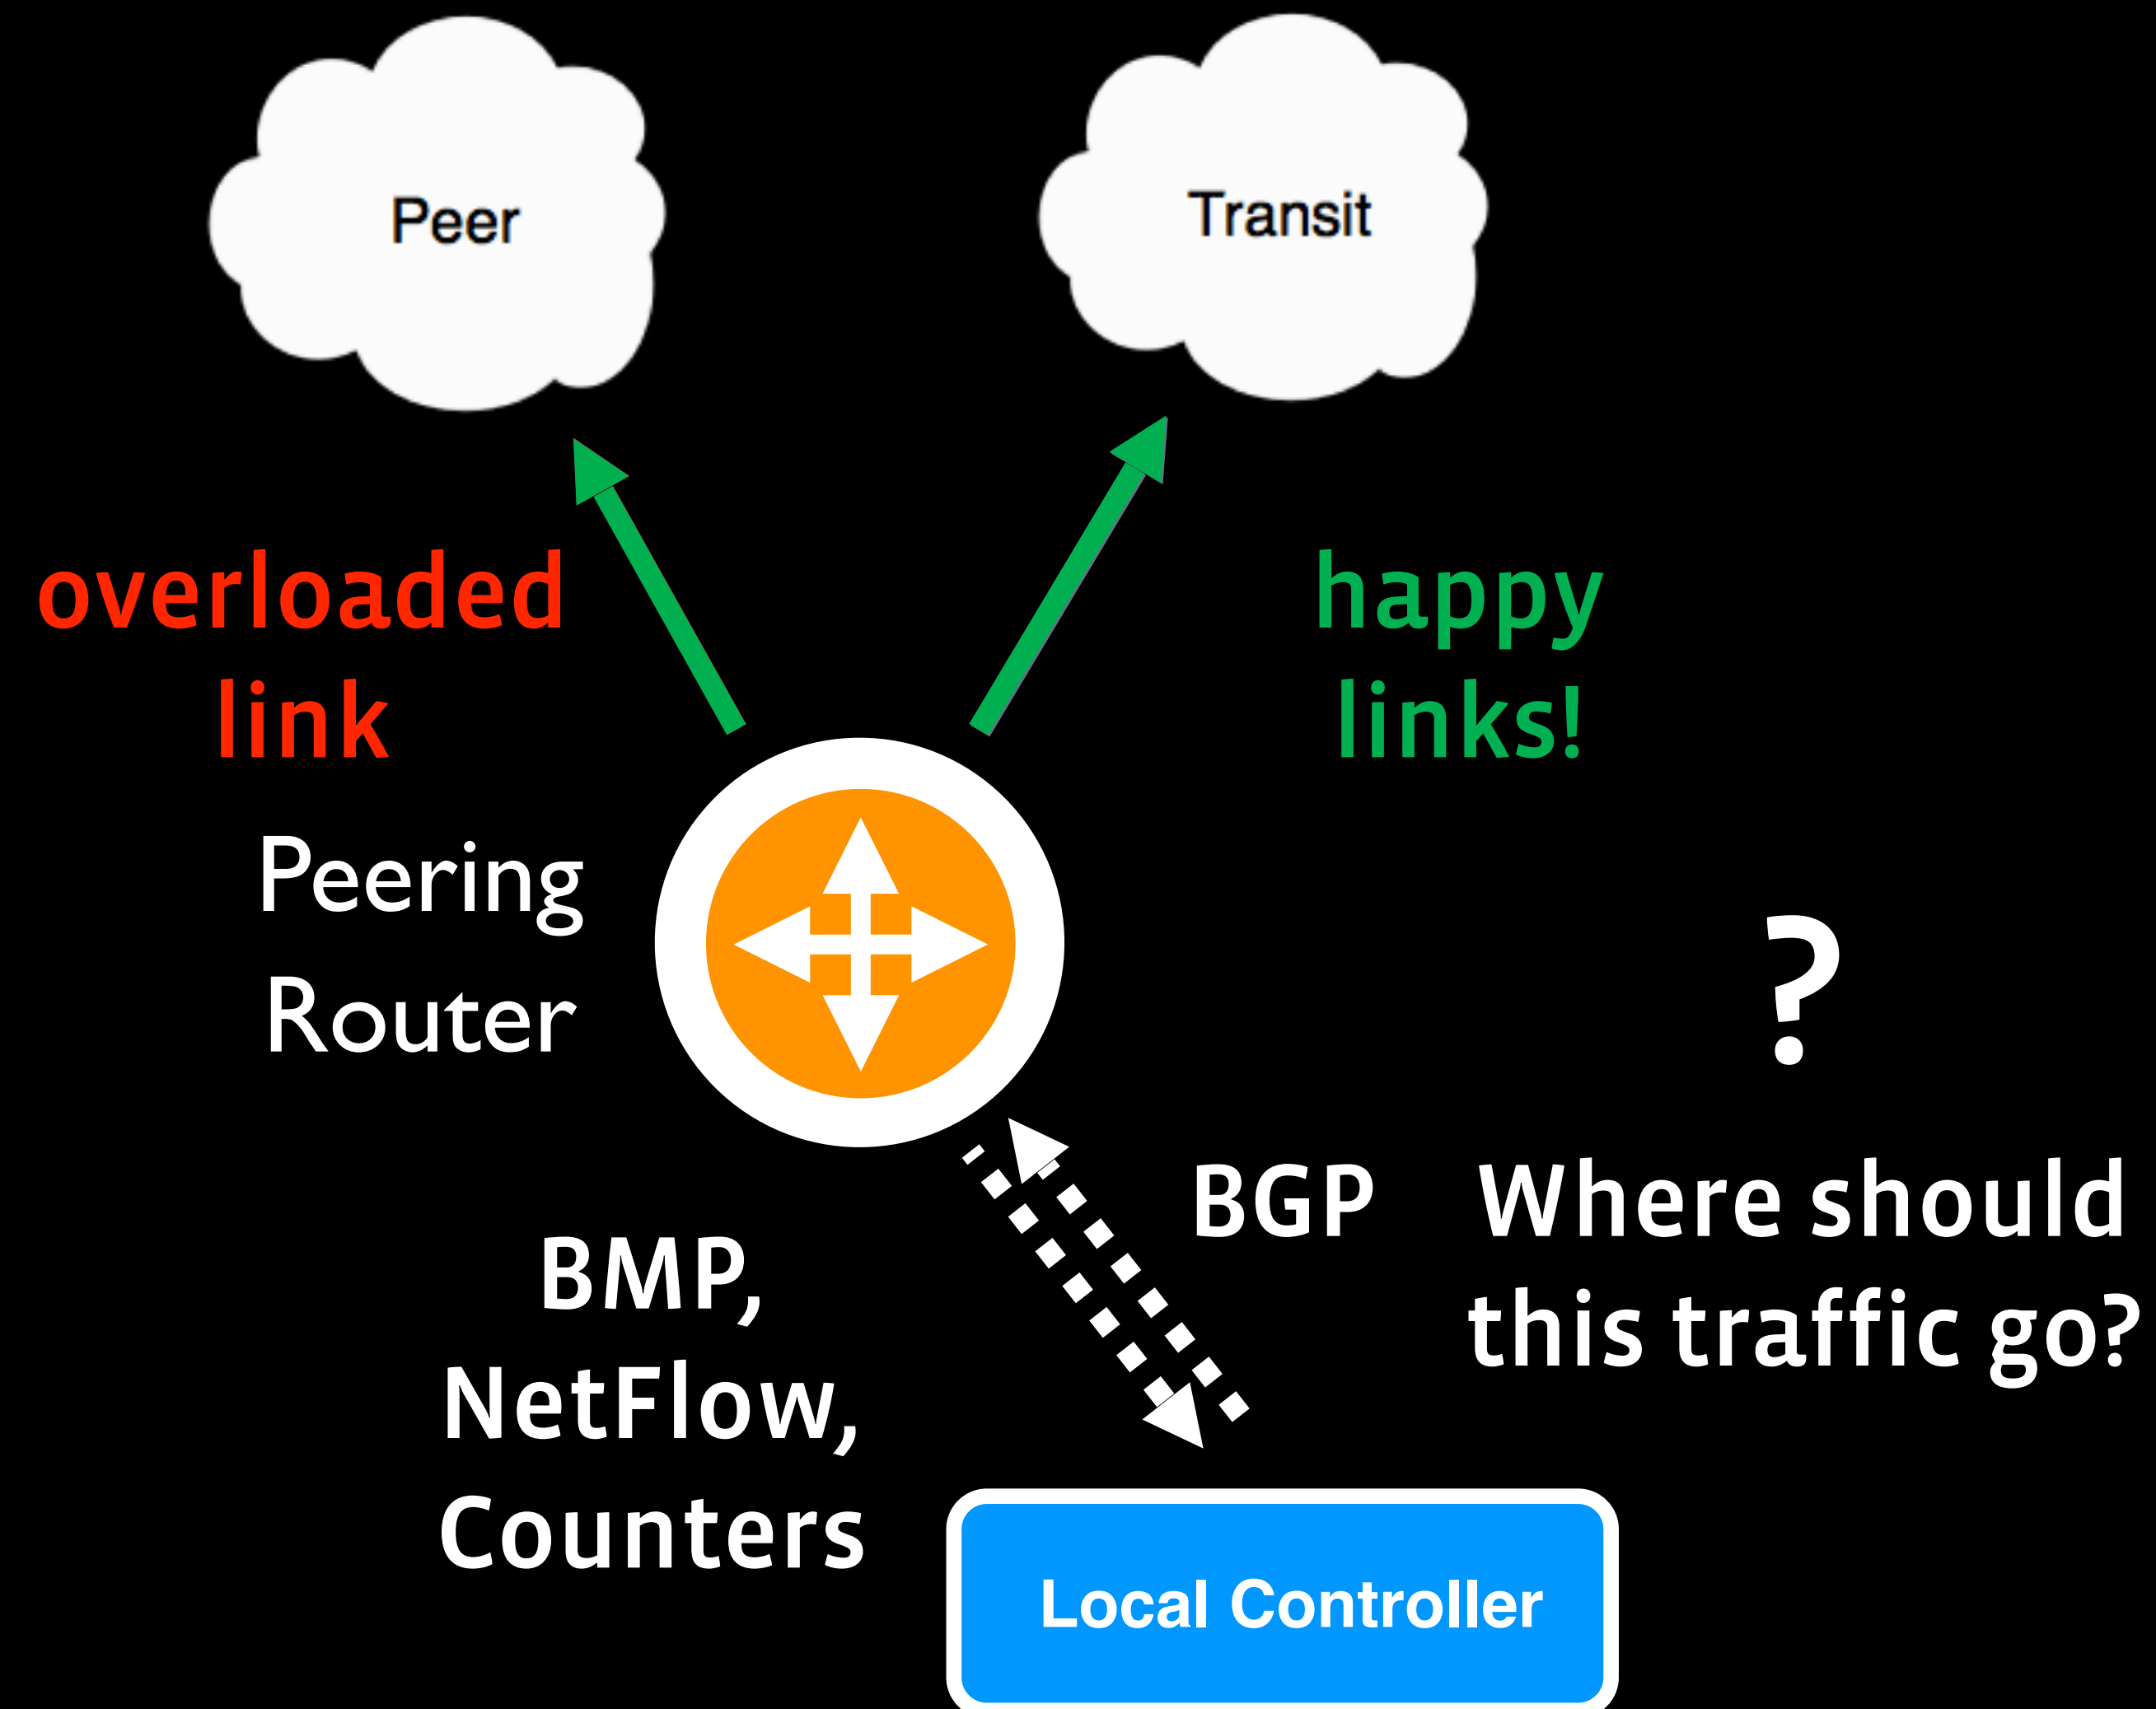 Peer
Transit
overloaded
link
happy
links!
Peering
Router
?
BGP
Where should
this traffic go?
BMP,
NetFlow,
Counters
Local Controller